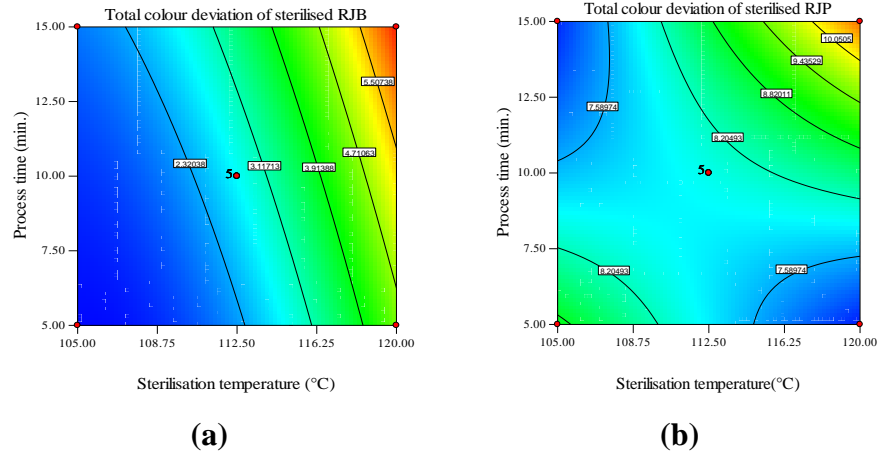 Total colour deviation of sterilised RJB
15.00
12.50
10.00
7.50
5.00
Process time (min.)
2.32038
3.11713
3.91388
4.71063
5.50738
5
105.00 108.75 112.50 116.25 120.00
Sterilisation temperature (°C)
(a)
Total colour deviation of sterilised RJP
15.00
12.50
10.00
7.50
5.00
Process time (min.)
10.0505
9.43529
8.82011
7.58974
8.20493
5
8.20493
7.58974
105.00 108.75 112.50 116.25 120.00
Sterilisation temperature(°C)
(b)